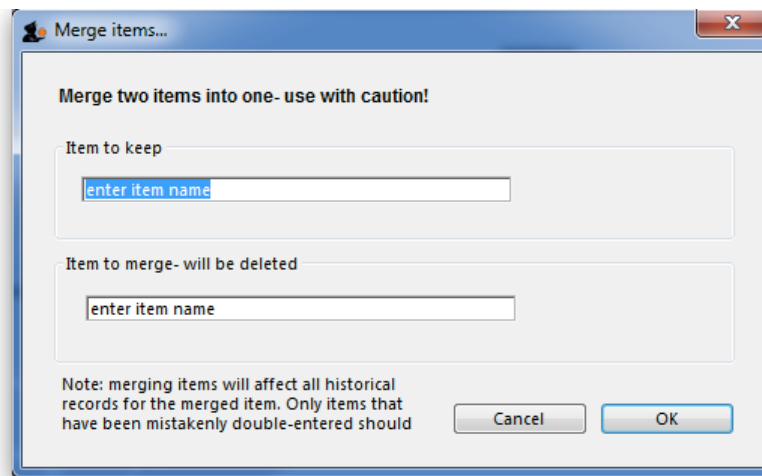 Merge items...
Merge two items into one- use with caution!
Item to keep
enter item name
Item to merge- will be deleted
enter item name
Note: merging items will affect all historical
records for the merged item. Only items that
have been mistakenly double-entered should
Cancel
OK